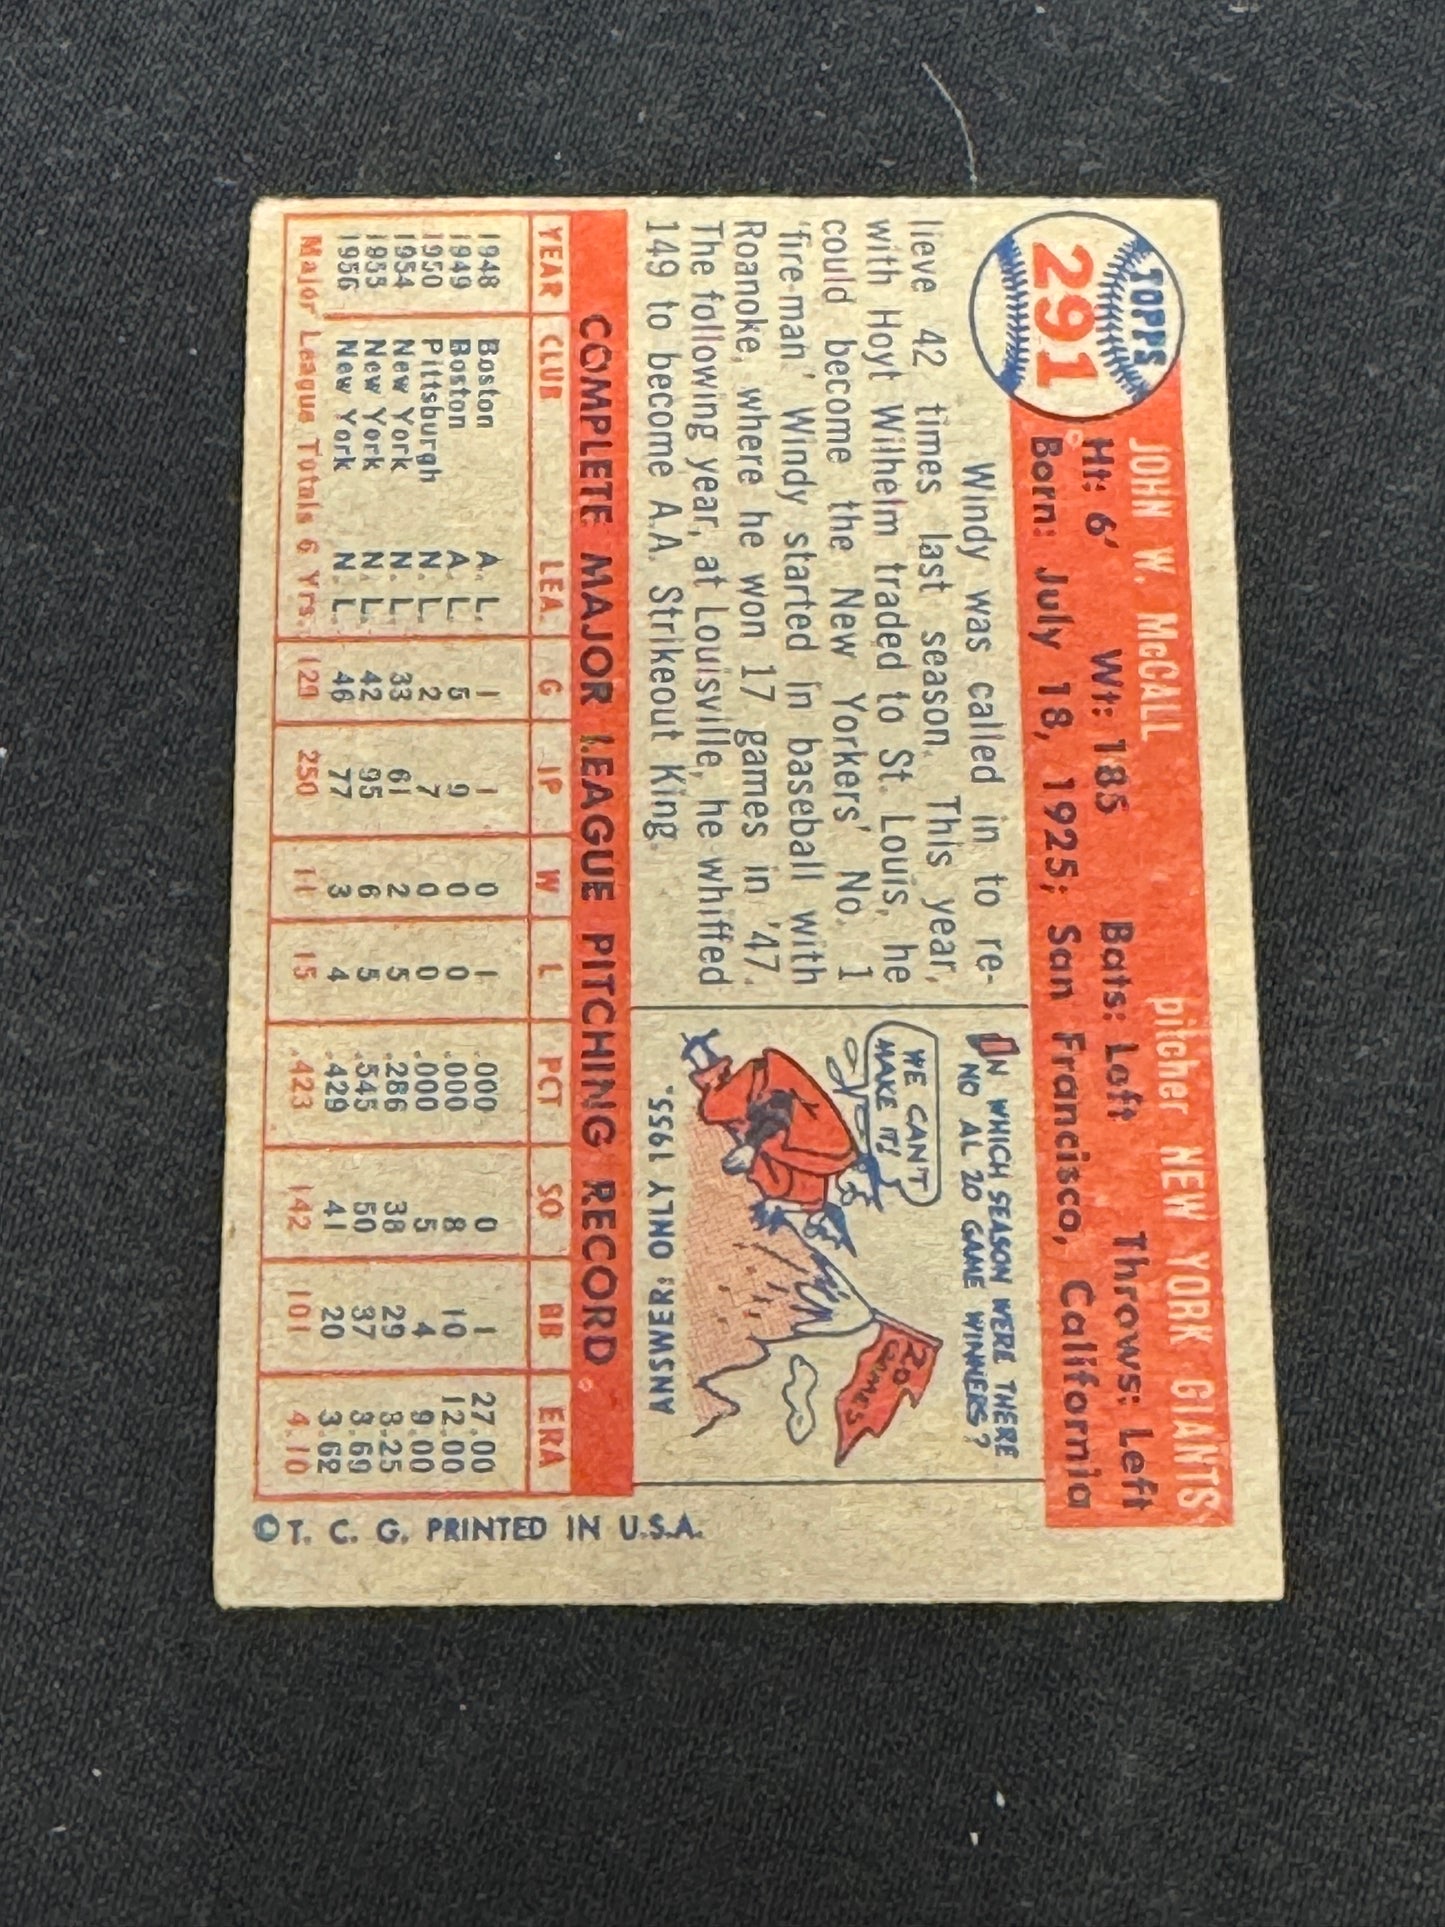 TOPPS
291
JOHN W. McCALL pitcher NEW YORK GIANTS
Ht: 6' Wt: 185 Bats: Left Throws: Left
Born: July 18, 1925; San Francisco, California
Windy was called in to re-
lieve 42 times last season. This year,
with Hoyt Wilhelm traded to St. Louis, he
could become the New Yorkers' No. 1
'fire-man.' Windy started in baseball with
Roanoke, where he won 17 games in '47.
The following year, at Louisville, he whiffed
149 to become A.A. Strikeout King.
IN WHICH SEASON WERE THERE
NO AL 20 GAME WINNERS?
WE CAN'T
MAKE IT!
20
GAMES
ANSWER: ONLY 1955.
COMPLETE MAJOR LEAGUE PITCHING RECORD
YEAR CLUB LEA. G IP W L PCT SO BB ERA
1948 Boston A. L. 1 1 0 1 .000 0 1 27.00
1949 Boston A. L. 5 9 0 0 .000 8 10 12.00
1950 Pittsburgh N. L. 2 7 0 0 .000 5 4 9.00
1954 New York N. L. 33 61 2 5 .286 38 29 3.25
1955 New York N. L. 42 95 6 5 .545 50 37 3.69
1956 New York N. L. 46 77 3 4 .429 41 20 3.62
Major League Totals 6 Yrs. 129 250 11 15 .423 142 101 4.10
© T. C. G. PRINTED IN U.S.A.